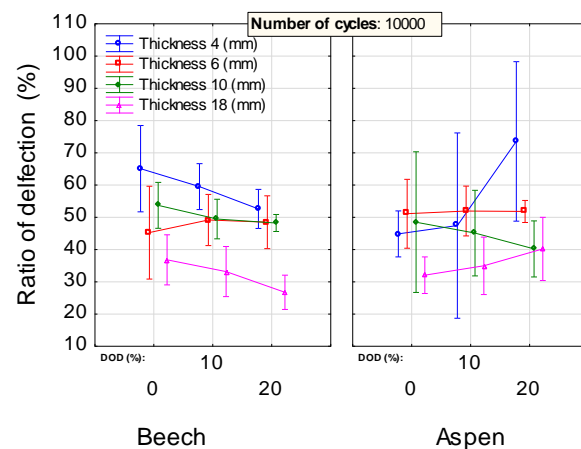 Number of cycles: 10000
Ratio of delfection (%)
110
100
90
80
70
60
50
40
30
20
10
Thickness 4 (mm)
Thickness 6 (mm)
Thickness 10 (mm)
Thickness 18 (mm)
DOD (%): 10 DOD (%): 10
0 20 0 20
Beech Aspen